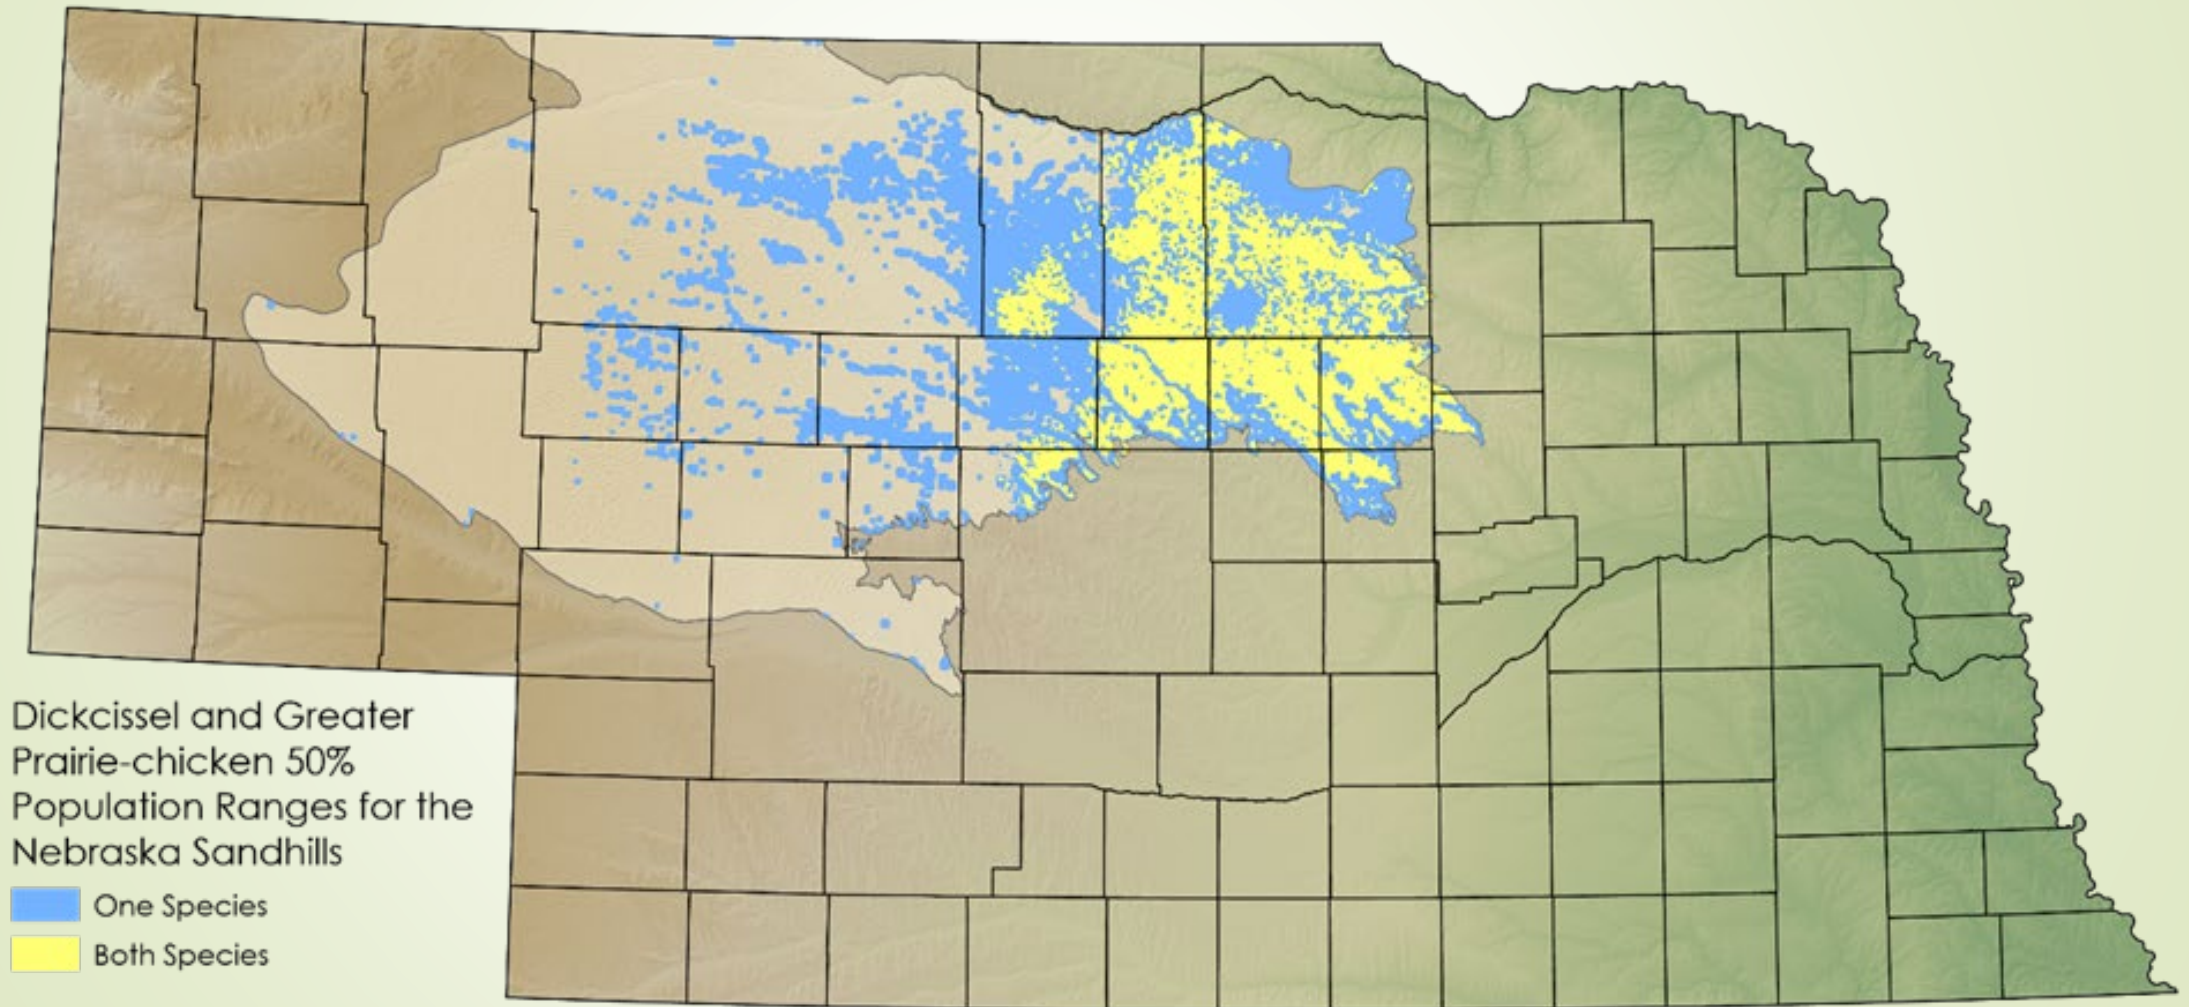 Dickcissel and Greater
Prairie-chicken 50%
Population Ranges for the
Nebraska Sandhills
One Species
Both Species